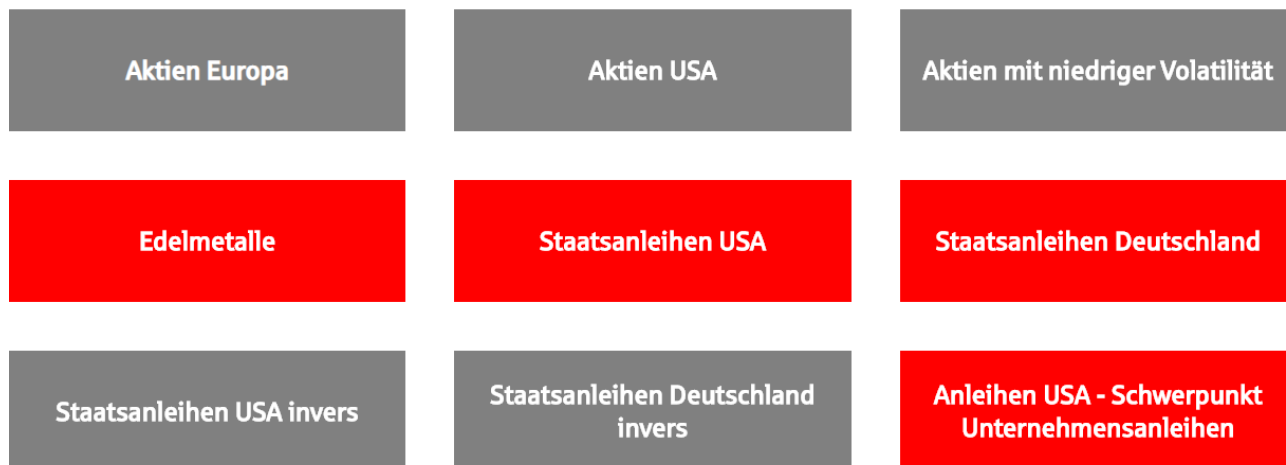 Aktien Europa
Aktien USA
Aktien mit niedriger Volatilität
Edelmetalle
Staatsanleihen USA
Staatsanleihen Deutschland
Staatsanleihen USA invers
Staatsanleihen Deutschland
invers
Anleihen USA - Schwerpunkt
Unternehmensanleihen